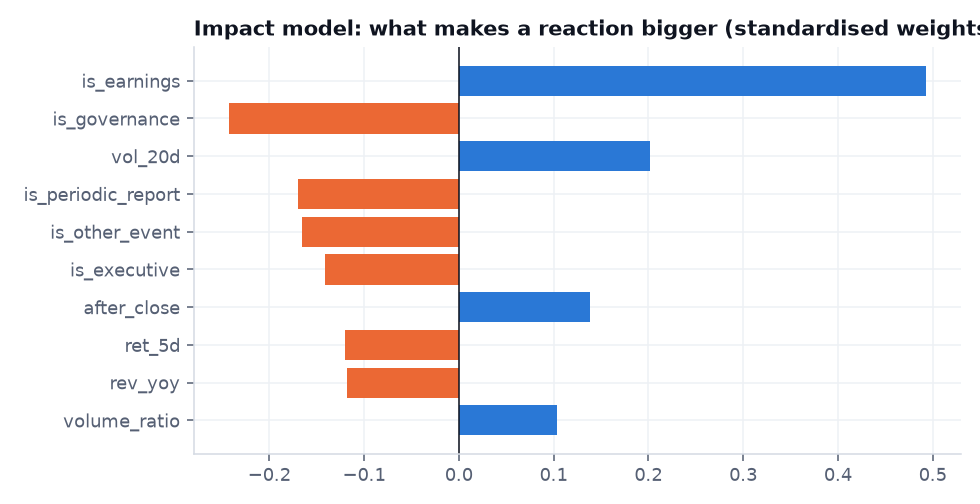 Impact model: what makes a reaction bigger (standardised weights
is_earnings
is_governance
vol_20d
is_periodic_report
is_other_event
is_executive
after_close
ret_5d
rev_yoy
volume_ratio
−0.2 −0.1 0.0 0.1 0.2 0.3 0.4 0.5